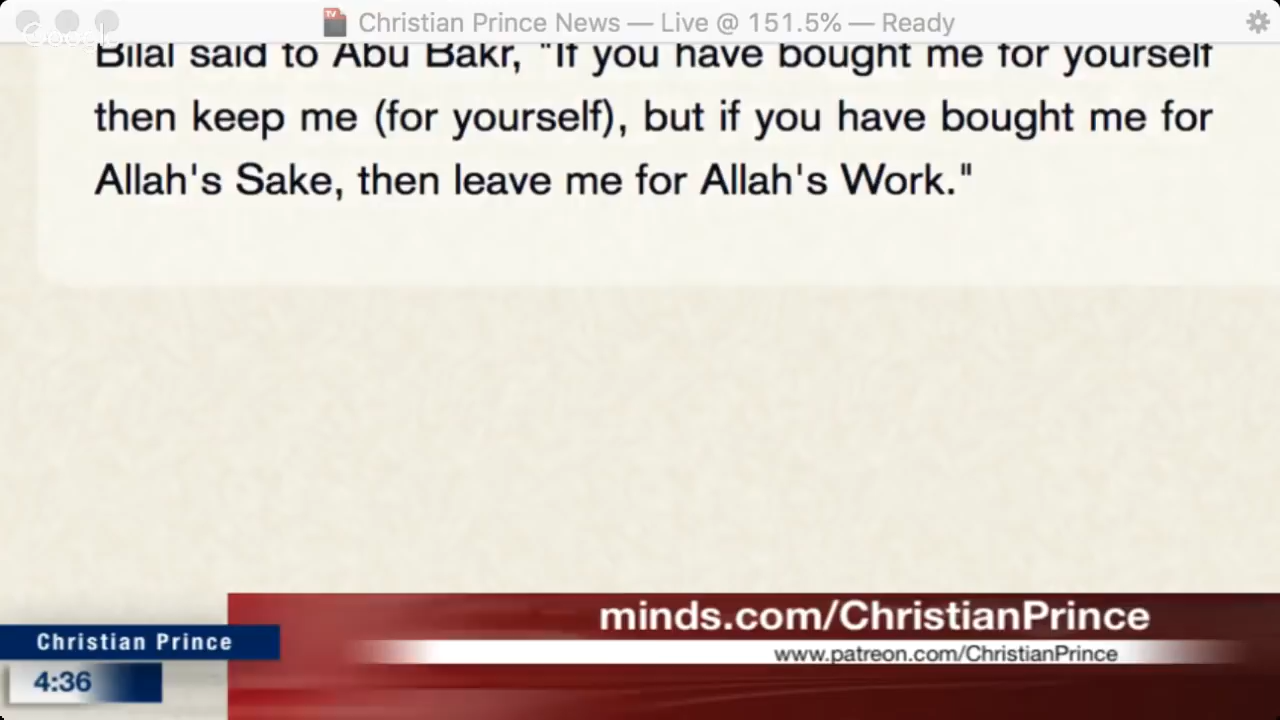 Google
Christian Prince News — Live @ 151.5% — Ready
Bilal said to Abu Bakr, "If you have bought me for yourself
then keep me (for yourself), but if you have bought me for
Allah's Sake, then leave me for Allah's Work."
minds.com/ChristianPrince
www.patreon.com/ChristianPrince
Christian Prince
4:36